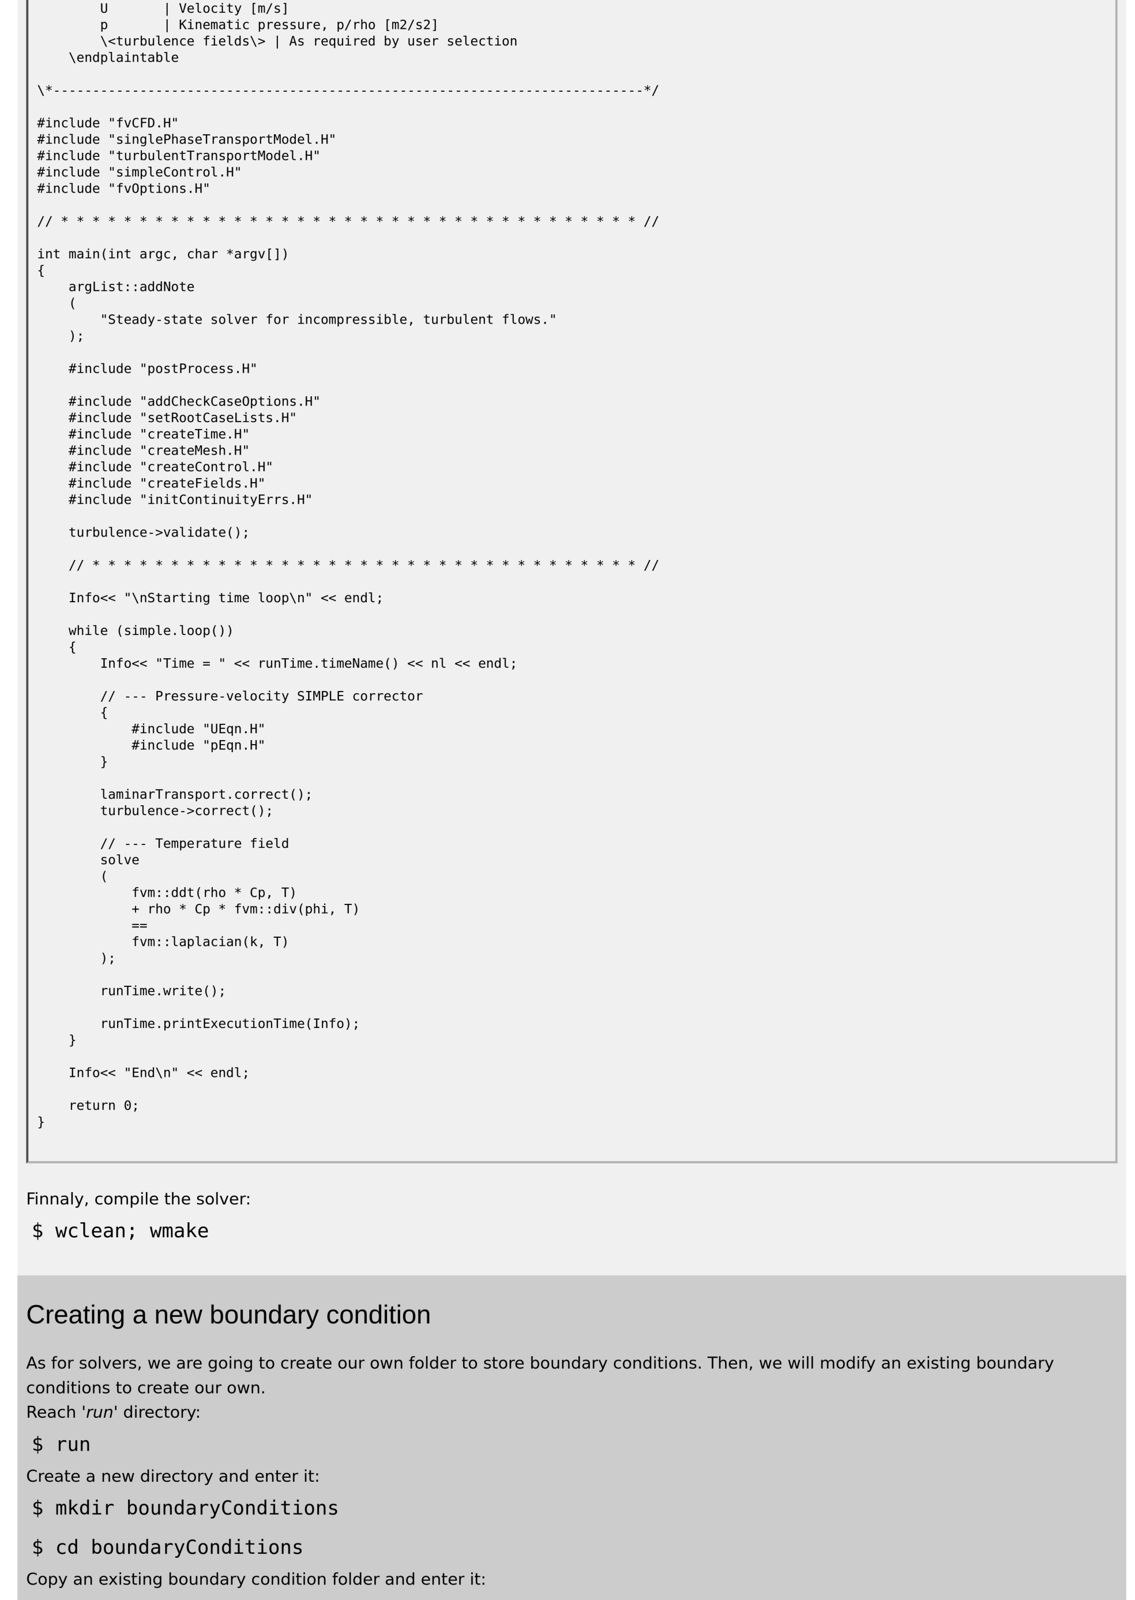 U       | Velocity [m/s]
p       | Kinematic pressure, p/rho [m2/s2]
\<turbulence fields\> | As required by user selection
\endplaintable
\*---------------------------------------------------------------------------*/
#include "fvCFD.H"
#include "singlePhaseTransportModel.H"
#include "turbulentTransportModel.H"
#include "simpleControl.H"
#include "fvOptions.H"
// * * * * * * * * * * * * * * * * * * * * * * * * * * * * * * * * * * * * * //
int main(int argc, char *argv[])
{
    argList::addNote
    (
        "Steady-state solver for incompressible, turbulent flows."
    );
    #include "postProcess.H"
    #include "addCheckCaseOptions.H"
    #include "setRootCaseLists.H"
    #include "createTime.H"
    #include "createMesh.H"
    #include "createControl.H"
    #include "createFields.H"
    #include "initContinuityErrs.H"
    turbulence->validate();
    // * * * * * * * * * * * * * * * * * * * * * * * * * * * * * * * * * * * //
    Info<< "\nStarting time loop\n" << endl;
    while (simple.loop())
    {
        Info<< "Time = " << runTime.timeName() << nl << endl;
        // --- Pressure-velocity SIMPLE corrector
        {
            #include "UEqn.H"
            #include "pEqn.H"
        }
        laminarTransport.correct();
        turbulence->correct();
        // --- Temperature field
        solve
        (
            fvm::ddt(rho * Cp, T)
            + rho * Cp * fvm::div(phi, T)
            ==
            fvm::laplacian(k, T)
        );
        runTime.write();
        runTime.printExecutionTime(Info);
    }
    Info<< "End\n" << endl;
    return 0;
}
Finnaly, compile the solver:
$ wclean; wmake
Creating a new boundary condition
As for solvers, we are going to create our own folder to store boundary conditions. Then, we will modify an existing boundary
conditions to create our own.
Reach 'run' directory:
$ run
Create a new directory and enter it:
$ mkdir boundaryConditions
$ cd boundaryConditions
Copy an existing boundary condition folder and enter it: